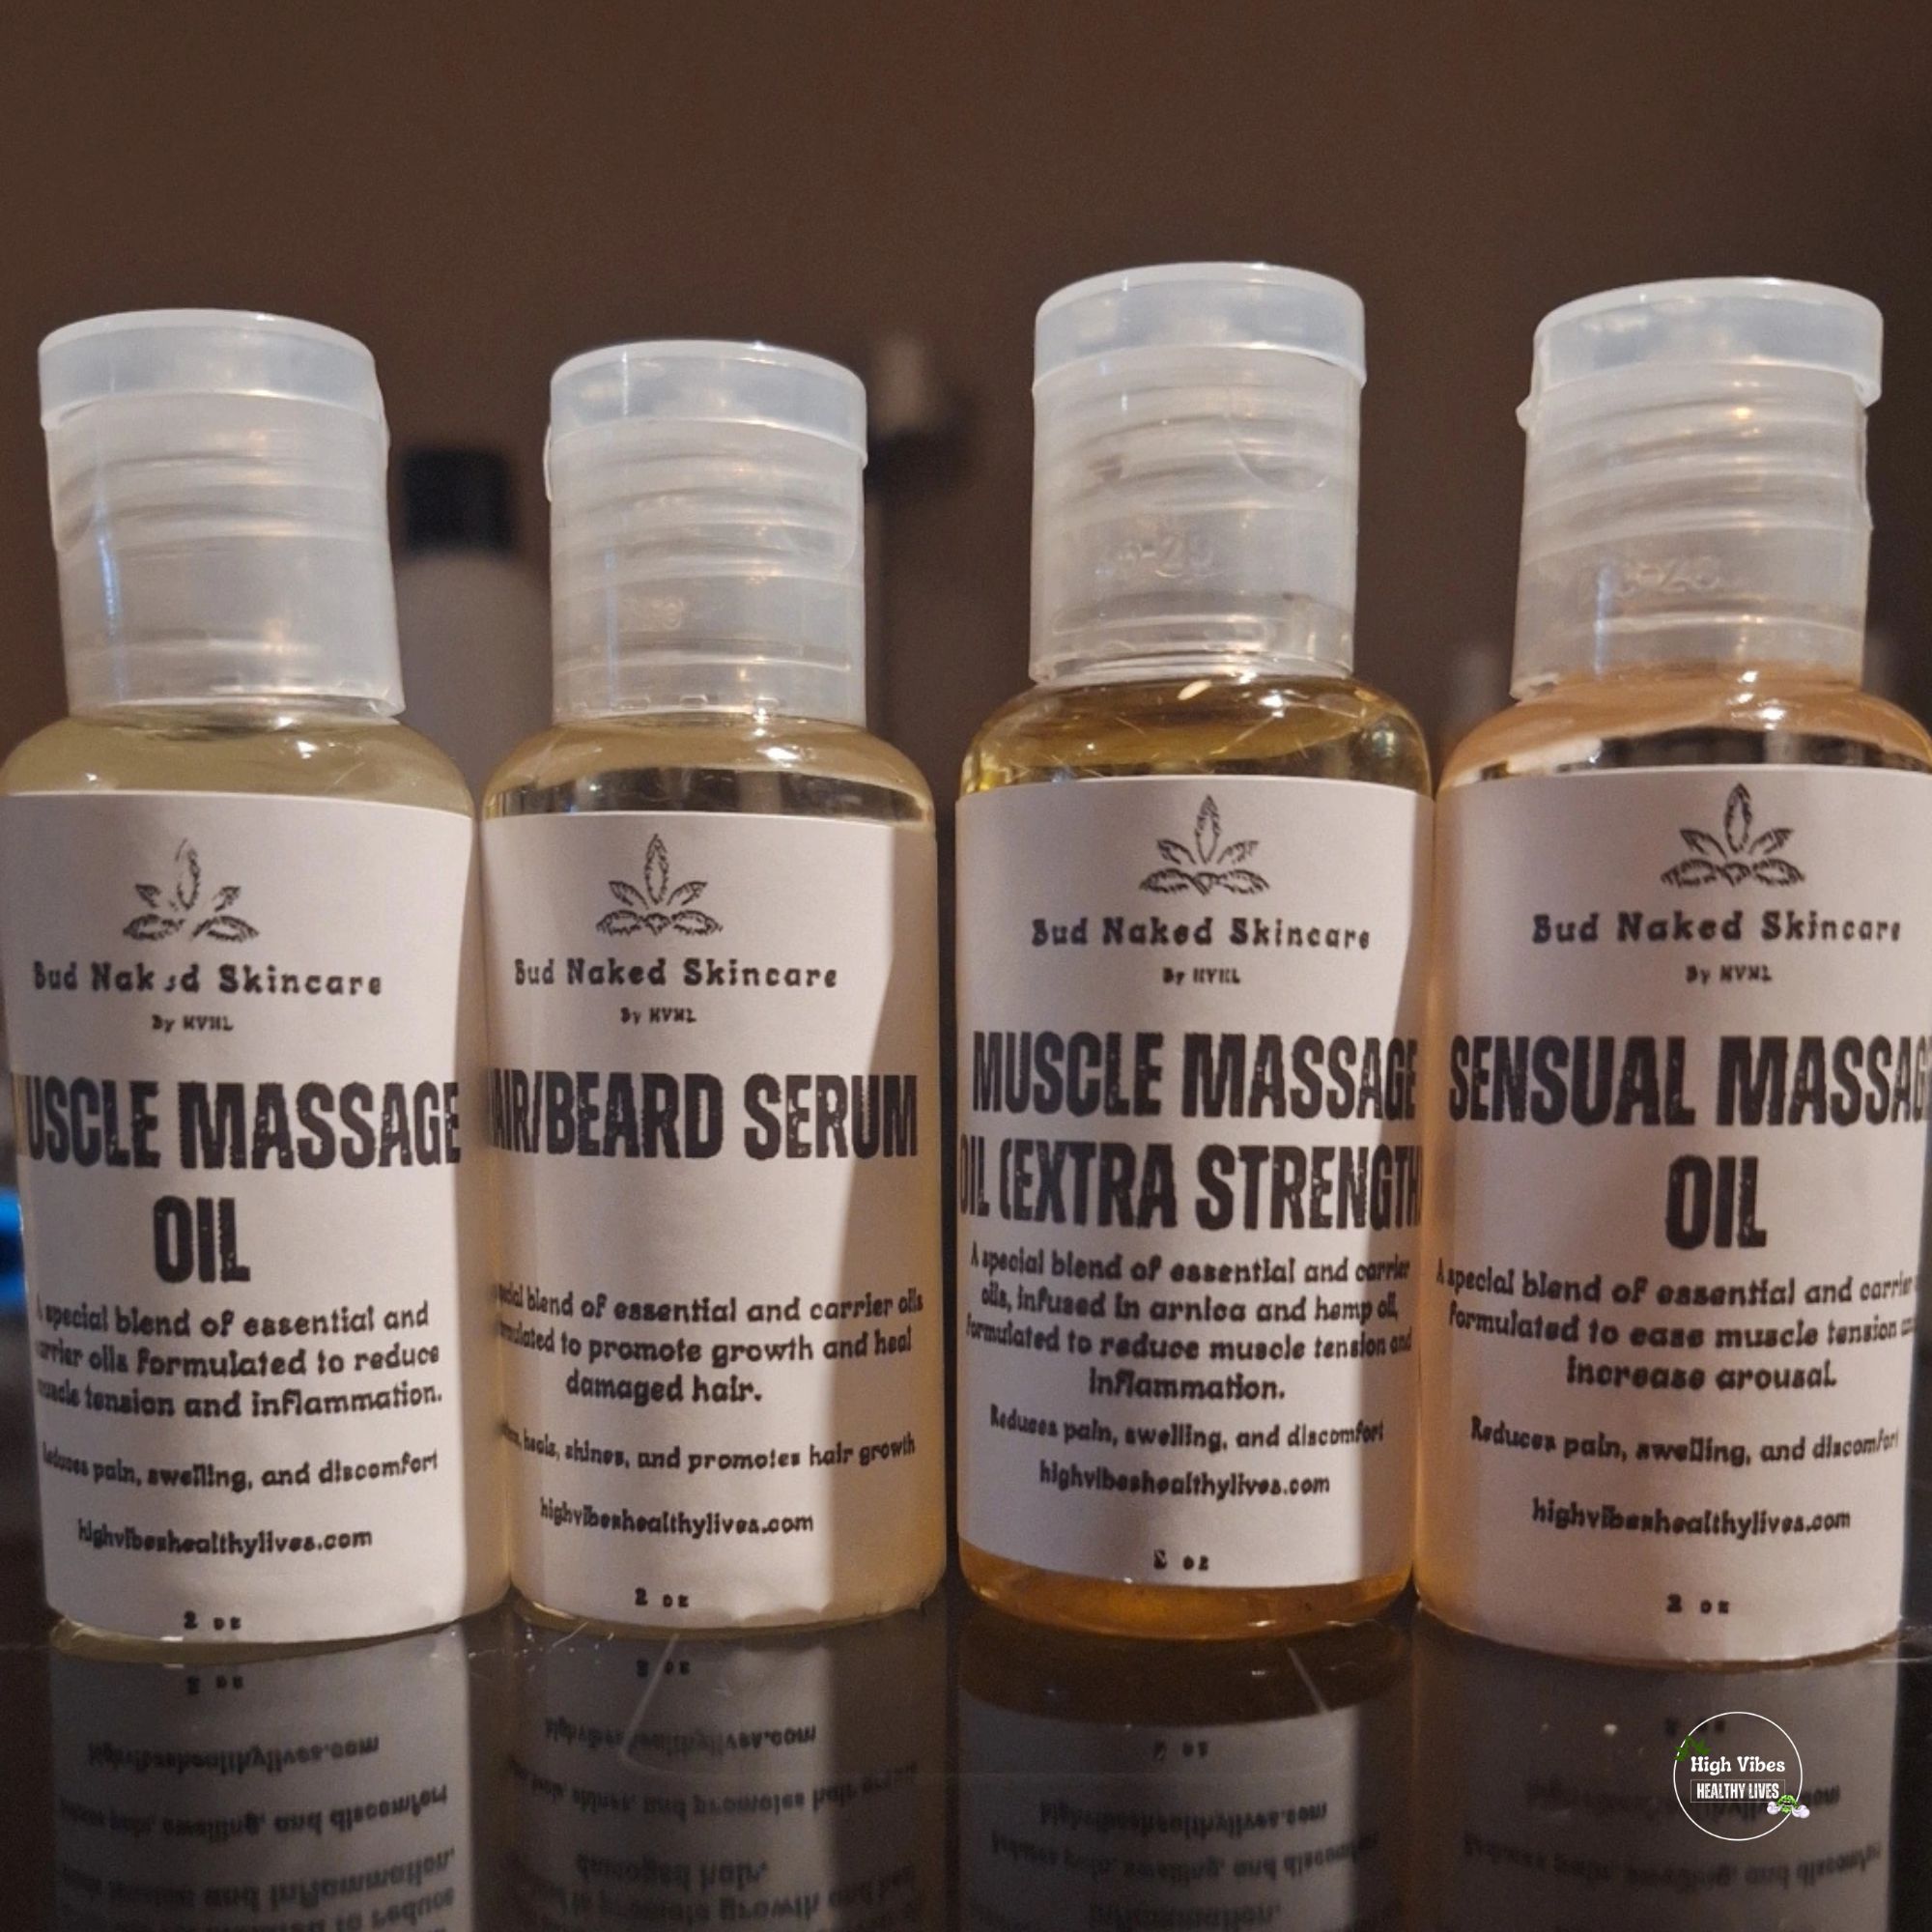 Bud Naked Skincare
By HVHL
USCLE MASSAGE
OIL
A special blend of essential and
rrier oils formulated to reduce
muscle tension and inflammation.
Reduces pain, swelling, and discomfort
highvibeshealthylives.com
2 oz
Bud Naked Skincare
By HVHL
AIR/BEARD SERUM
blend of essential and carrier oils
to promote growth and heal
damaged hair.
heals, shines, and promotes hair growth
highvibeshealthylives.com
2 oz
Bud Naked Skincare
By HVHL
MUSCLE MASSAGE
OIL (EXTRA STRENGTH
A special blend of essential and carrier
oils, infused in arnica and hemp oil,
formulated to reduce muscle tension and
inflammation.
Reduces pain, swelling, and discomfort
highvibeshealthylives.com
2 oz
Bud Naked Skincare
By HVHL
SENSUAL MASSAG
OIL
A special blend of essential and carrier
formulated to ease muscle tension
increase arousal.
Reduces pain, swelling, and discomfort
highvibeshealthylives.com
2 oz
High Vibes
HEALTHY LIVES